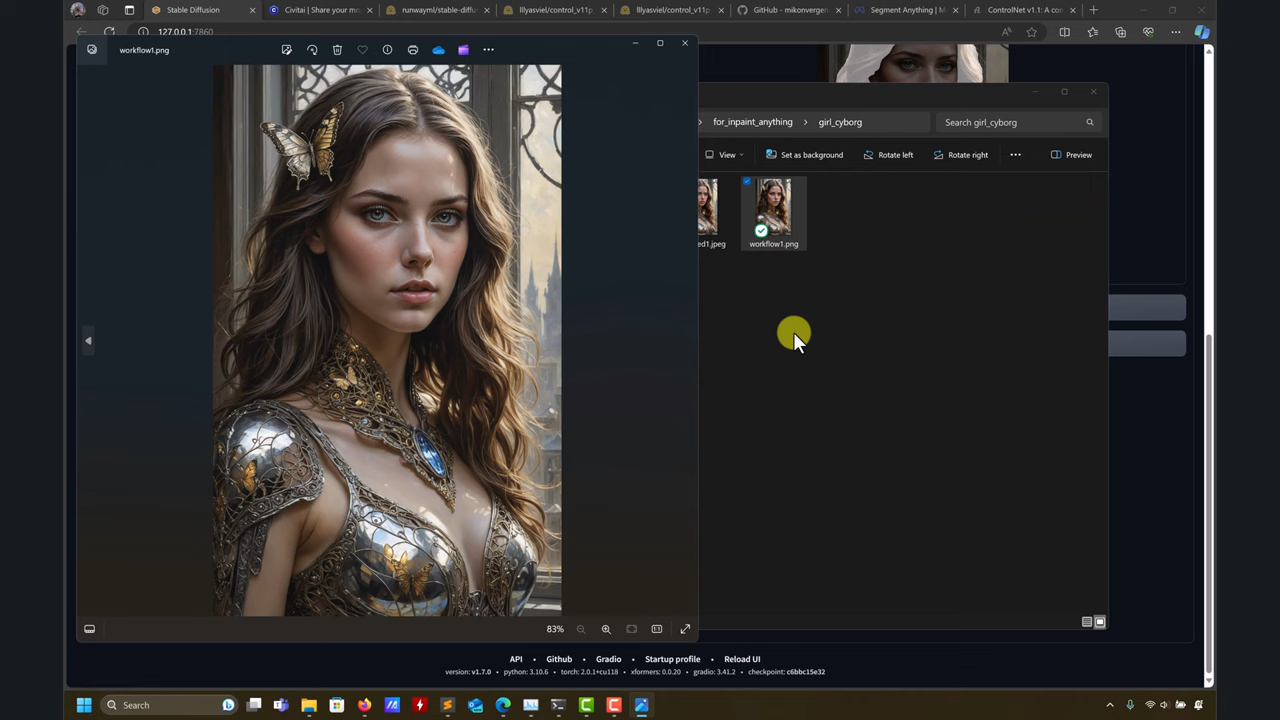 Stable Diffusion
Civitai | Share your mo
runwayml/stable-diffu
lllyasviel/control_v11p
lllyasviel/control_v11p
GitHub - mikonvergen
Segment Anything | M
ControlNet v1.1: A con
127.0.0.1:7860
workflow1.png
for_inpaint_anything > girl_cyborg
Search girl_cyborg
View
Set as background
Rotate left
Rotate right
Preview
ed1.jpeg
workflow1.png
83%
API • Github • Gradio • Startup profile • Reload UI
version: v1.7.0 • python: 3.10.6 • torch: 2.0.1+cu118 • xformers: 0.0.20 • gradio: 3.41.2 • checkpoint: c6bbc15e32
Search